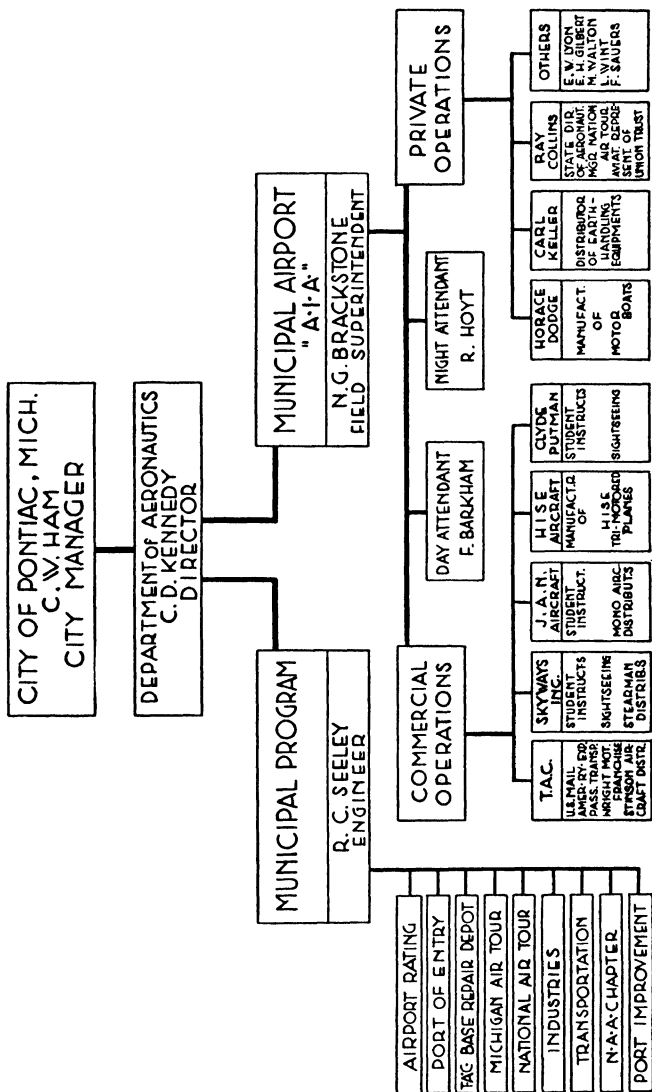 CITY OF PONTIAC, MICH.
C.W. HAM
CITY MANAGER
DEPARTMENT OF AERONAUTICS
C.D. KENNEDY
DIRECTOR
MUNICIPAL PROGRAM
R.C. SEELEY
ENGINEER
AIRPORT RATING
PORT OF ENTRY
TAC BASE REPAIR DEPOT
MICHIGAN AIR TOUR
NATIONAL AIR TOUR
INDUSTRIES
TRANSPORTATION
N·A·A·CHAPTER
PORT IMPROVEMENT
MUNICIPAL AIRPORT
"A·1·A·"
N.G. BRACKSTONE
FIELD SUPERINTENDENT
COMMERCIAL
OPERATIONS
DAY ATTENDANT
F. BARKHAM
NIGHT ATTENDANT
R. HOYT
PRIVATE
OPERATIONS
T.A.C.
U.S. MAIL
AMER·RY·EXP.
PASS. TRANSP.
WRIGHT MOT.
FRANCHISE
STINSON AIR-
CRAFT DISTR.
SKYWAYS
INC.
STUDENT
INSTRUCTS
SIGHTSEEING
STEARMAN
DISTRIBS
J.A.N.
AIRCRAFT
STUDENT
INSTRUCT.
MONO AIRC-
DISTRIBUTS
HISE
AIRCRAFT
MANUFACT.R
OF
HISE
TRI-MOTORED
PLANES
CLYDE
PUTMAN
STUDENT
INSTRUCTS
SIGHTSEEING
HORACE
DODGE
MANUFACT.
OF
MOTOR
BOATS
CARL
KELLER
DISTRIBUTOR
OF EARTH-
HANDLING
EQUIPMENTS
RAY
COLLINS
STATE DIR.
OF AERONAUT.
MGR. NATION
AIR TOUR
AVIAT. REPRE-
SENT. OF
UNION TRUST
OTHERS
E.W. LYON
E.H. GILBERT
M. WALTON
L. WINT
F. SAUERS